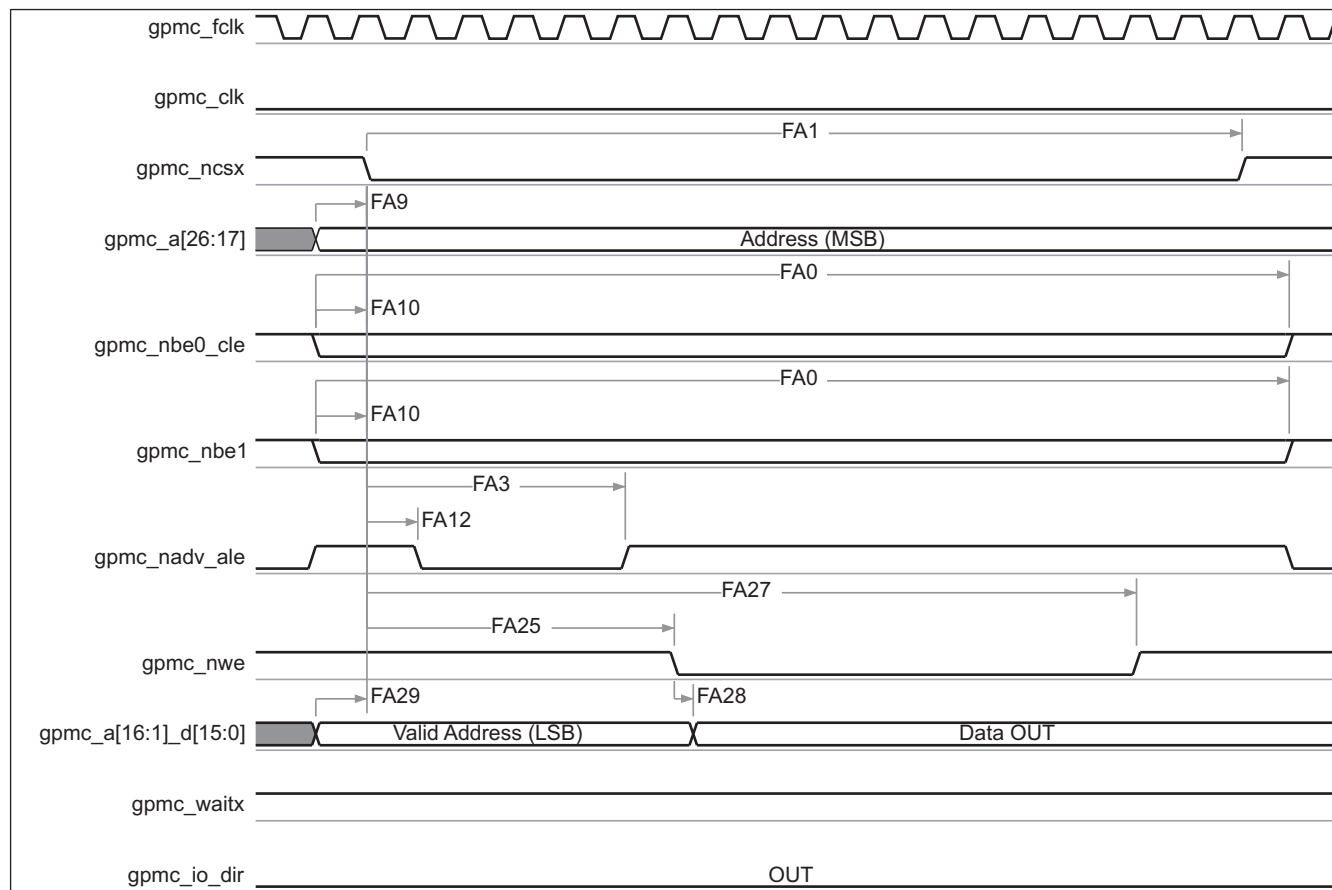 gpmc_fclk
gpmc_clk
FA1
gpmc_ncsx
FA9
gpmc_a[26:17]
Address (MSB)
FA0
FA10
gpmc_nbe0_cle
FA0
FA10
gpmc_nbe1
FA3
FA12
gpmc_nadv_ale
FA27
FA25
gpmc_nwe
FA29
FA28
gpmc_a[16:1]_d[15:0]
Valid Address (LSB)
Data OUT
gpmc_waitx
gpmc_io_dir
OUT